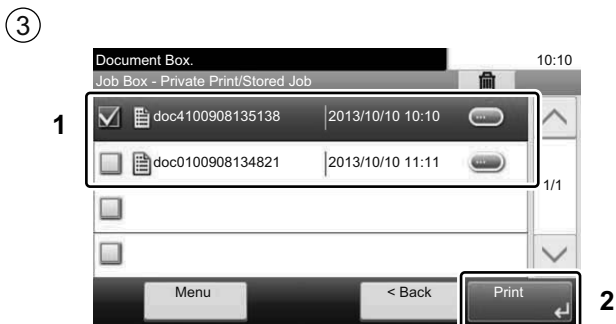 3
Document Box. 10:10
Job Box - Private Print/Stored Job
1
doc4100908135138 2013/10/10 10:10
doc0100908134821 2013/10/10 11:11
1/1
Menu < Back Print
2